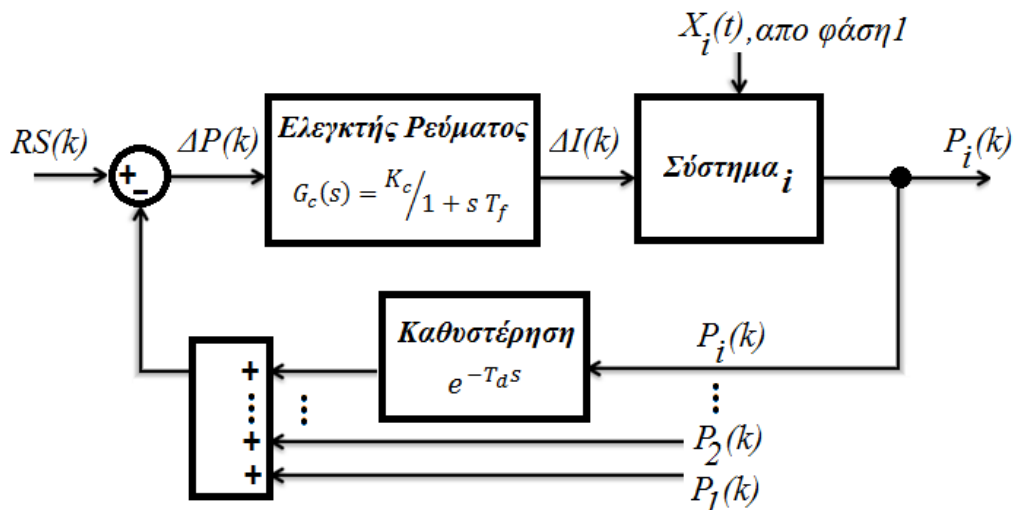 X_i(t), απο φάση1
RS(k)
+
-
ΔP(k)
Ελεγκτής Ρεύματος
G_c(s) = K_c/1 + s T_f
ΔI(k)
Σύστημα_i
P_i(k)
Καθυστέρηση
e^{-T_d s}
P_i(k)
+
+
P_2(k)
+
P_1(k)